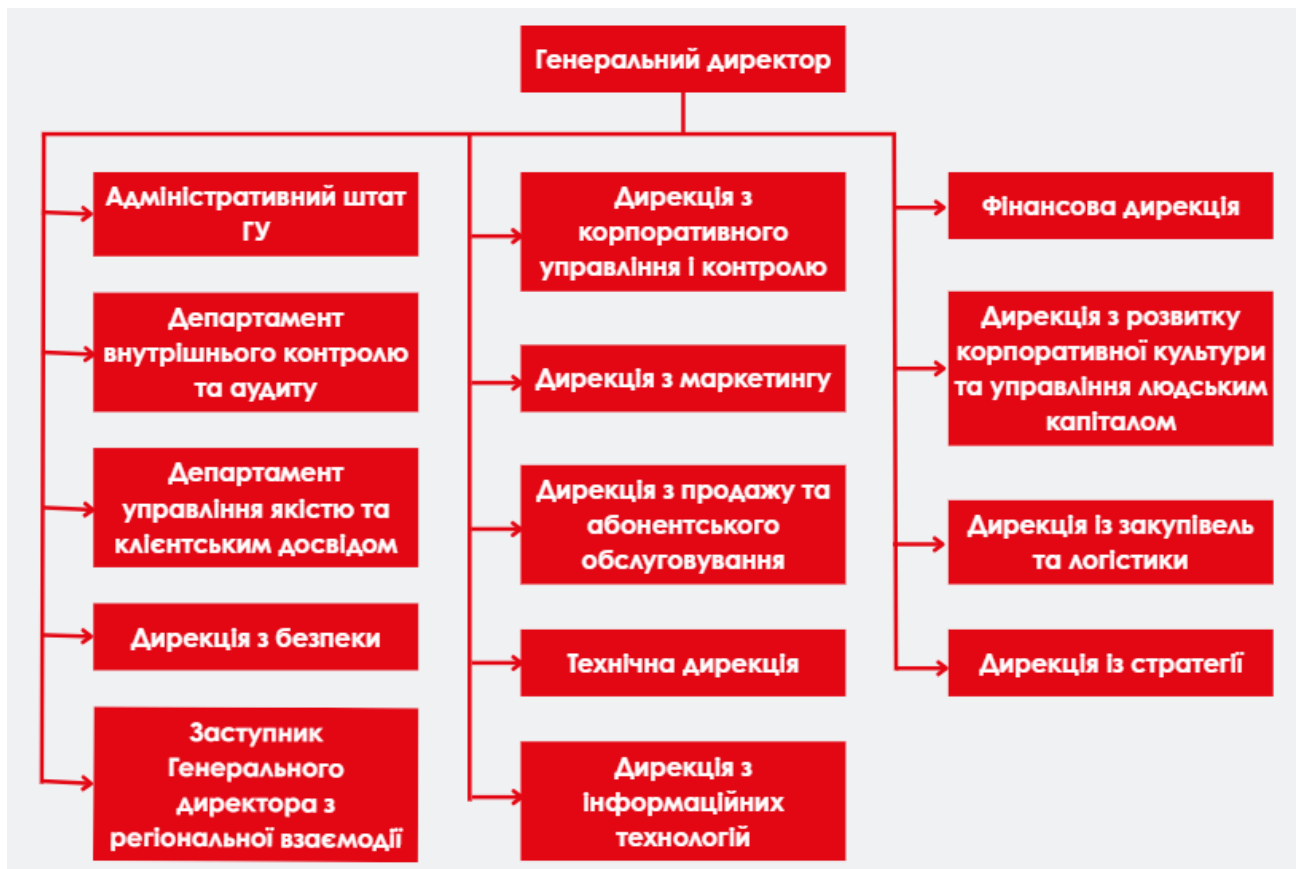 Генеральний директор
Адміністративний штат
ГУ
Департамент
внутрішнього контролю
та аудиту
Департамент
управління якістю та
клієнтським досвідом
Дирекція з безпеки
Заступник
Генерального
директора з
регіональної взаємодії
Дирекція з
корпоративного
управління і контролю
Дирекція з маркетингу
Дирекція з продажу та
абонентського
обслуговування
Технічна дирекція
Дирекція з
інформаційних
технологій
Фінансова дирекція
Дирекція з розвитку
корпоративної культури
та управління людським
капіталом
Дирекція із закупівель
та логістики
Дирекція із стратегії